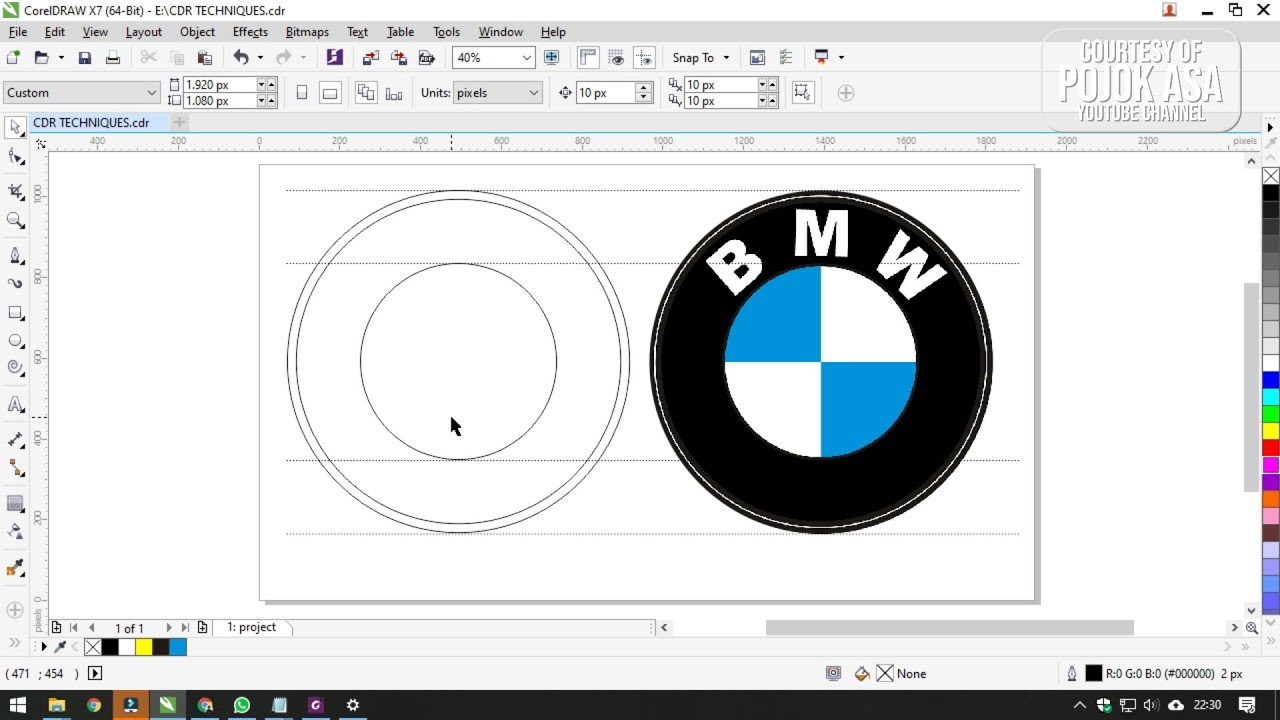 CorelDRAW X7 (64-Bit) - E:\CDR TECHNIQUES.cdr
File Edit View Layout Object Effects Bitmaps Text Table Tools Window Help
40% Snap To
COURTESY OF
POJOK ASA
YOUTUBE CHANNEL
Custom 1.920 px 1.080 px Units: pixels 10 px 10 px 10 px
CDR TECHNIQUES.cdr
400 200 0 200 400 600 800 1000 1200 1400 1600 1800 2000 2200 pixels
1000
800
600
400
200
0
pixels
B M W
1 of 1 1: project
( 471 ; 454 ) None R:0 G:0 B:0 (#000000) 2 px
22:30